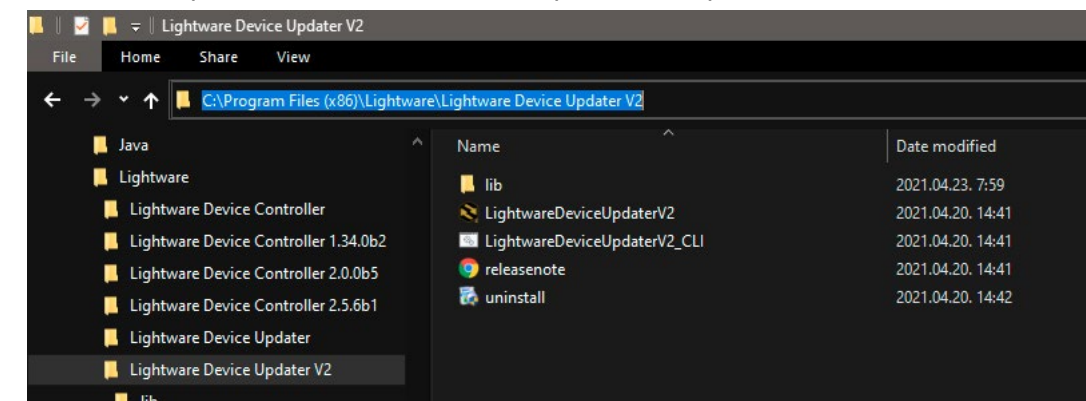 Lightware Device Updater V2
File Home Share View
C:\Program Files (x86)\Lightware\Lightware Device Updater V2
Java
Lightware
Lightware Device Controller
Lightware Device Controller 1.34.0b2
Lightware Device Controller 2.0.0b5
Lightware Device Controller 2.5.6b1
Lightware Device Updater
Lightware Device Updater V2
lib
Name Date modified
lib 2021.04.23. 7:59
LightwareDeviceUpdaterV2 2021.04.20. 14:41
LightwareDeviceUpdaterV2_CLI 2021.04.20. 14:41
releasenote 2021.04.20. 14:41
uninstall 2021.04.20. 14:42